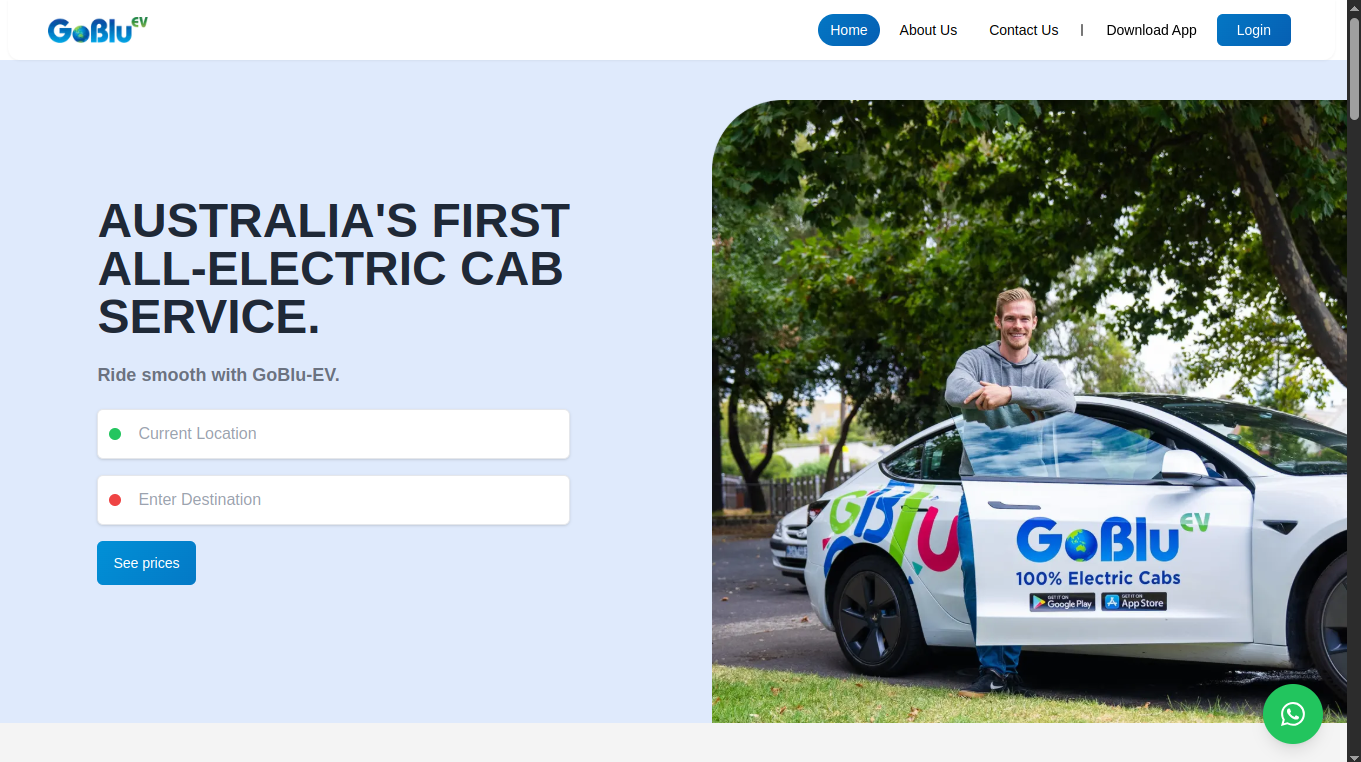 GoBlu EV
Home
About Us
Contact Us
|
Download App
Login
AUSTRALIA'S FIRST
ALL-ELECTRIC CAB
SERVICE.
Ride smooth with GoBlu-EV.
Current Location
Enter Destination
See prices
GBLU
GoBlu EV
100% Electric Cabs
GET IT ON
Google Play
GET IT ON
App Store